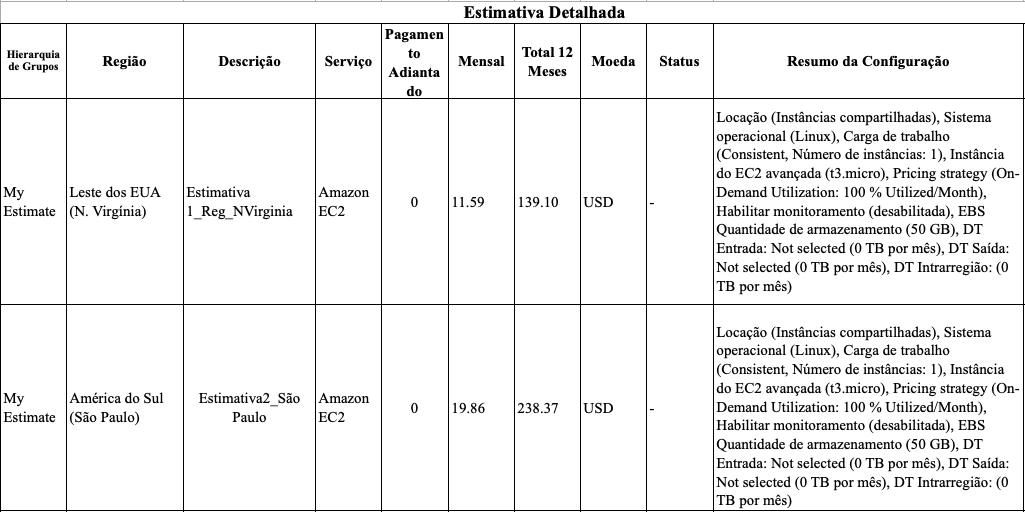 Estimativa Detalhada
Hierarquia
de Grupos
Região
Descrição
Serviço
Pagamen
to
Adianta
do
Mensal
Total 12
Meses
Moeda
Status
Resumo da Configuração
My
Estimate
Leste dos EUA
(N. Virgínia)
Estimativa
1_Reg_NVirginia
Amazon
EC2
0
11.59
139.10
USD
-
Locação (Instâncias compartilhadas), Sistema
operacional (Linux), Carga de trabalho
(Consistent, Número de instâncias: 1), Instância
do EC2 avançada (t3.micro), Pricing strategy (On-
Demand Utilization: 100 % Utilized/Month),
Habilitar monitoramento (desabilitada), EBS
Quantidade de armazenamento (50 GB), DT
Entrada: Not selected (0 TB por mês), DT Saída:
Not selected (0 TB por mês), DT Intrarregião: (0
TB por mês)
My
Estimate
América do Sul
(São Paulo)
Estimativa2_São
Paulo
Amazon
EC2
0
19.86
238.37
USD
-
Locação (Instâncias compartilhadas), Sistema
operacional (Linux), Carga de trabalho
(Consistent, Número de instâncias: 1), Instância
do EC2 avançada (t3.micro), Pricing strategy (On-
Demand Utilization: 100 % Utilized/Month),
Habilitar monitoramento (desabilitada), EBS
Quantidade de armazenamento (50 GB), DT
Entrada: Not selected (0 TB por mês), DT Saída:
Not selected (0 TB por mês), DT Intrarregião: (0
TB por mês)